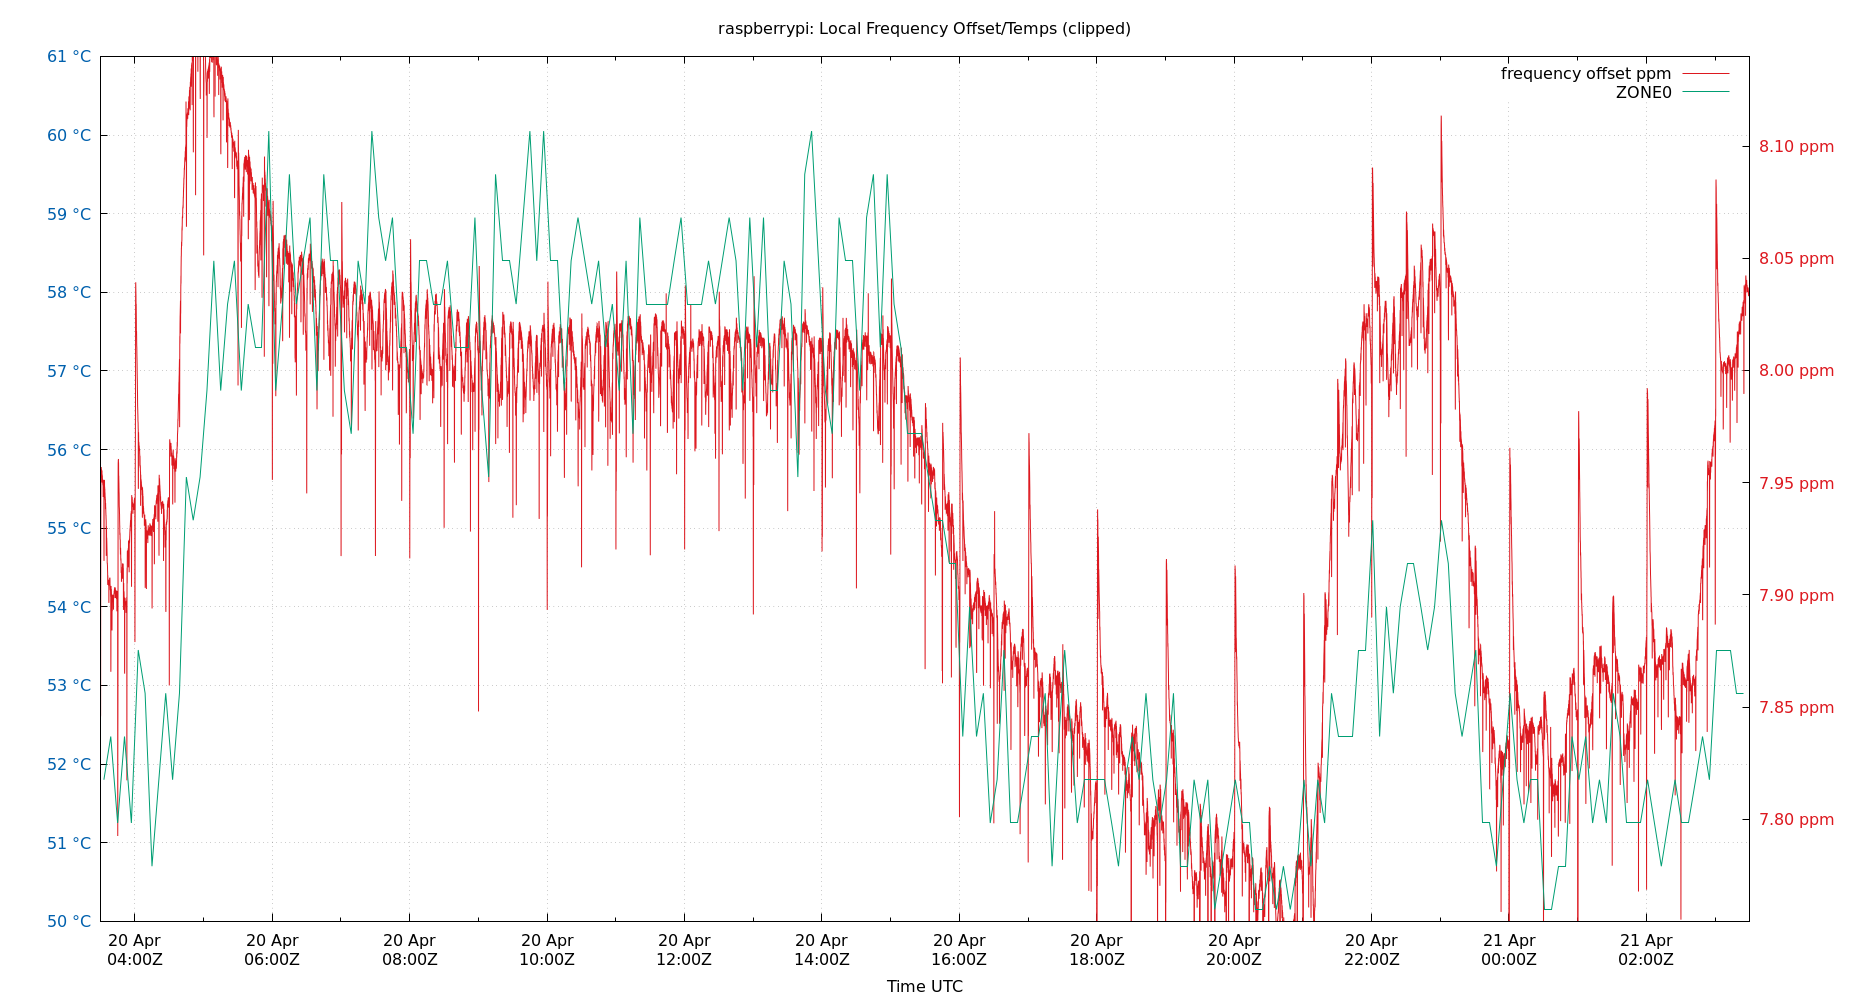 raspberrypi: Local Frequency Offset/Temps (clipped)
frequency offset ppm
ZONE0
61 °C
60 °C
59 °C
58 °C
57 °C
56 °C
55 °C
54 °C
53 °C
52 °C
51 °C
50 °C
8.10 ppm
8.05 ppm
8.00 ppm
7.95 ppm
7.90 ppm
7.85 ppm
7.80 ppm
20 Apr 20 Apr 20 Apr 20 Apr 20 Apr 20 Apr 20 Apr 20 Apr 20 Apr 20 Apr 21 Apr 21 Apr
04:00Z 06:00Z 08:00Z 10:00Z 12:00Z 14:00Z 16:00Z 18:00Z 20:00Z 22:00Z 00:00Z 02:00Z
Time UTC